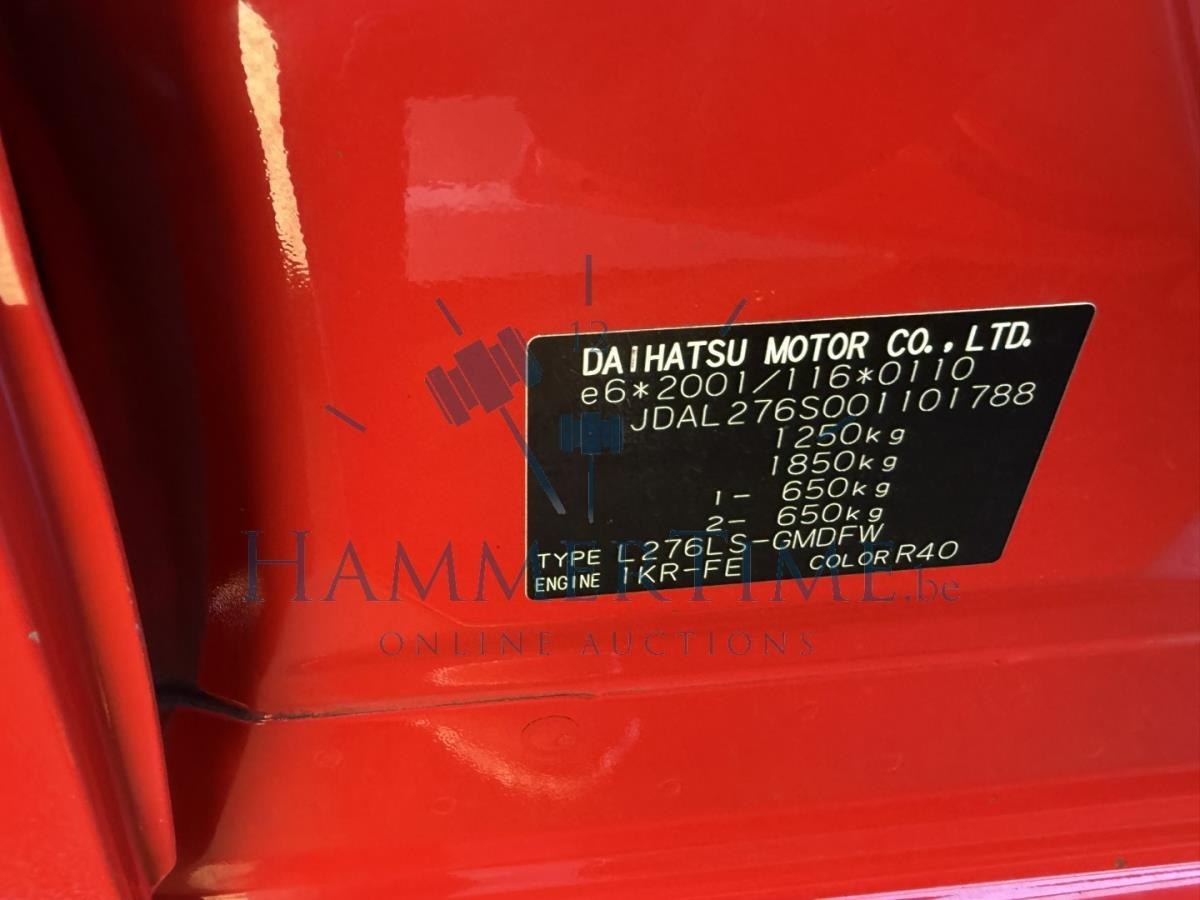 12
DAIHATSU MOTOR CO., LTD.
e6*2001/116*0110
JDAL276S001101788
1250kg
1850kg
1- 650kg
2- 650kg
TYPE L276LS-GMDFW
ENGINE 1KR-FE COLOR R40
HAMMERTIME.be
ONLINE AUCTIONS